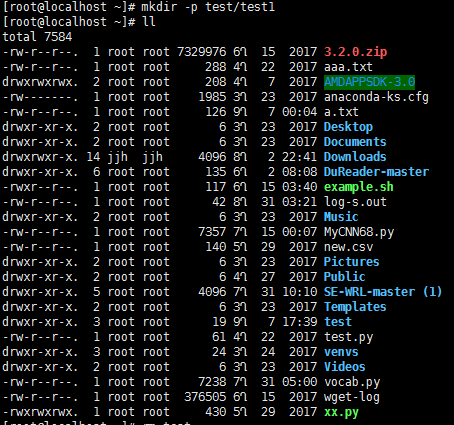 [root@localhost ~]# mkdir -p test/test1
[root@localhost ~]# ll
total 7584
-rw-r--r--. 1 root root 7329976 6月 15 2017 3.2.0.zip
-rw-r--r--. 1 root root 288 4月 22 2017 aaa.txt
drwxrwxrwx. 2 root root 208 4月 7 2017 AMDAPPSDK-3.0
-rw-------. 1 root root 1985 3月 23 2017 anaconda-ks.cfg
-rw-r--r--. 1 root root 126 9月 7 00:04 a.txt
drwxr-xr-x. 2 root root 6 3月 23 2017 Desktop
drwxr-xr-x. 2 root root 6 3月 23 2017 Documents
drwxrwxr-x. 14 jjh jjh 4096 8月 2 22:41 Downloads
drwxr-xr-x. 6 root root 135 6月 2 08:08 DuReader-master
-rwxr--r--. 1 root root 117 6月 15 03:40 example.sh
-rw-r--r--. 1 root root 42 8月 31 03:21 log-s.out
drwxr-xr-x. 2 root root 6 3月 23 2017 Music
-rw-r--r--. 1 root root 7357 7月 15 00:07 MyCNN68.py
-rw-r--r--. 1 root root 140 5月 29 2017 new.csv
drwxr-xr-x. 2 root root 6 3月 23 2017 Pictures
drwxr-xr-x. 2 root root 6 4月 27 2017 Public
drwxr-xr-x. 5 root root 4096 7月 31 10:10 SE-WRL-master (1)
drwxr-xr-x. 2 root root 6 3月 23 2017 Templates
drwxr-xr-x. 3 root root 19 9月 7 17:39 test
-rw-r--r--. 1 root root 61 4月 22 2017 test.py
drwxr-xr-x. 3 root root 24 3月 24 2017 venvs
drwxr-xr-x. 2 root root 6 3月 23 2017 Videos
-rw-r--r--. 1 root root 7238 7月 31 05:00 vocab.py
-rw-r--r--. 1 root root 376505 6月 15 2017 wget-log
-rwxrwxrwx. 1 root root 430 5月 29 2017 xx.py